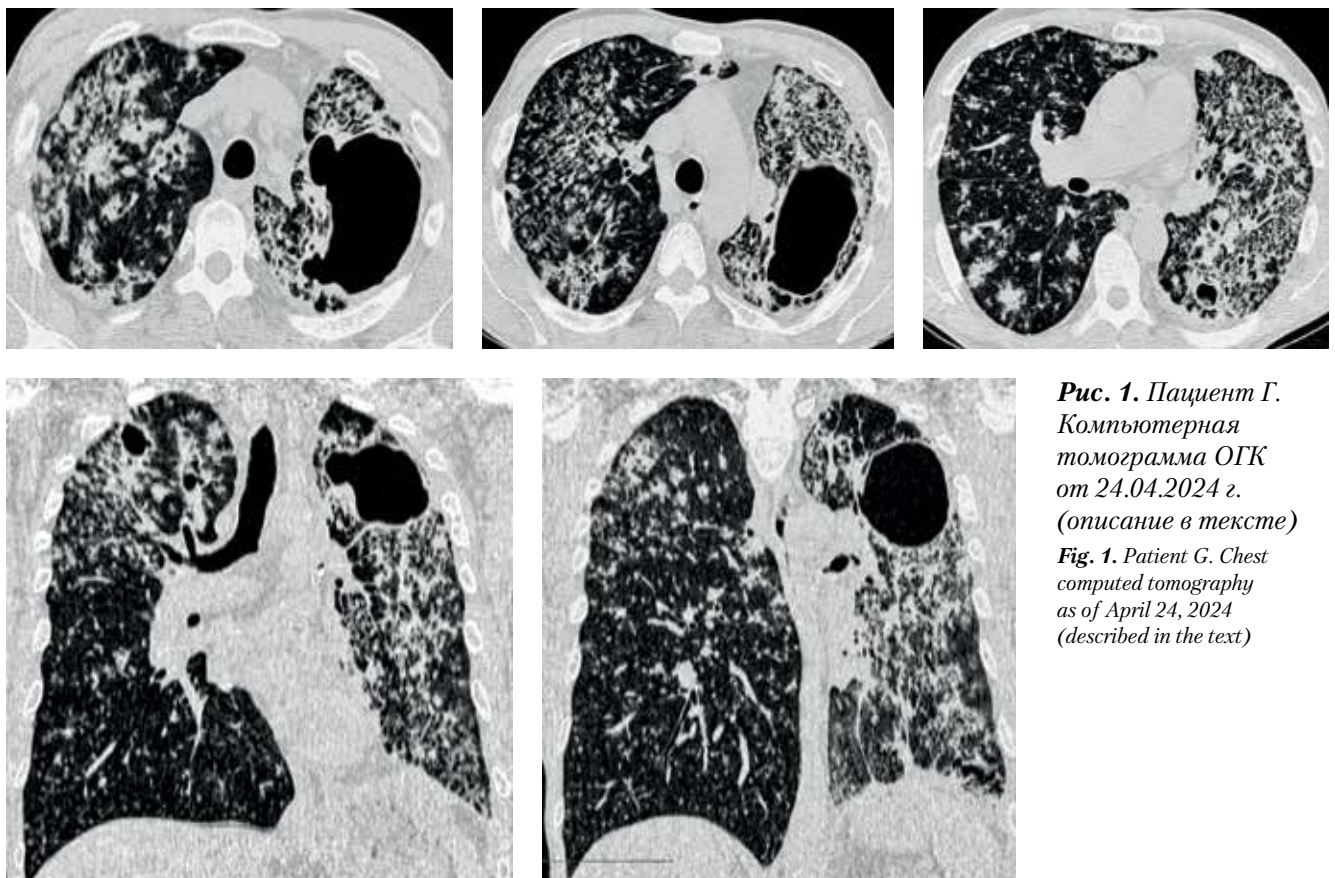 Рис. 1. Пациент Г.
Компьютерная
томограмма ОГК
от 24.04.2024 г.
(описание в тексте)
Fig. 1. Patient G. Chest
computed tomography
as of April 24, 2024
(described in the text)